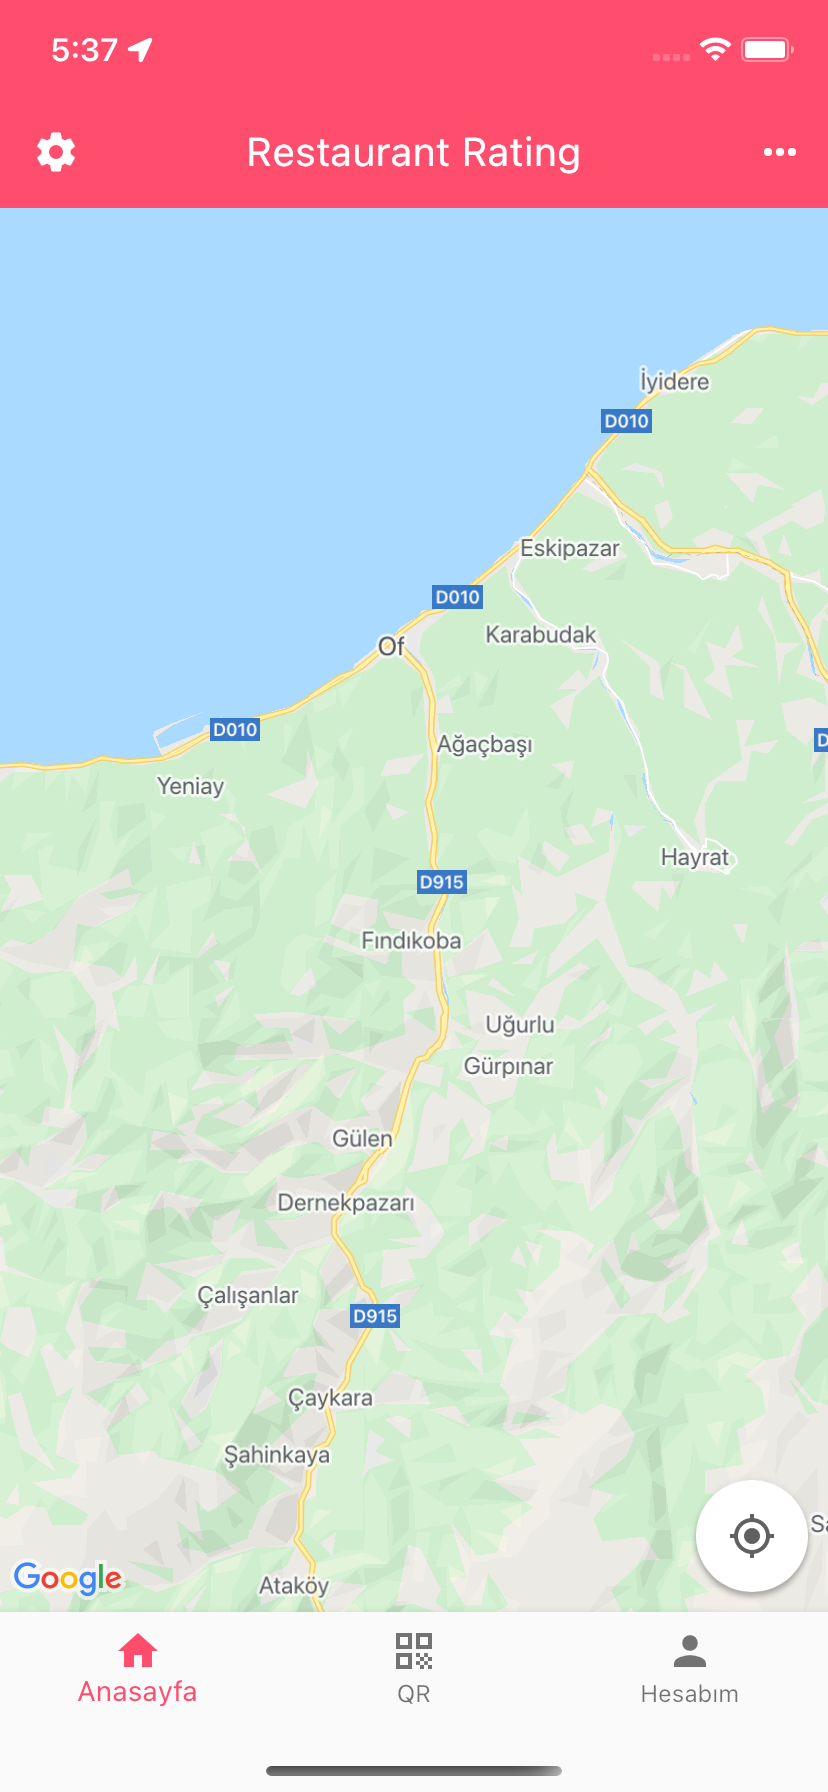 5:37
Restaurant Rating
İyidere
D010
Eskipazar
D010
Karabudak
Of
D010
Ağaçbaşı
Yeniay
Hayrat
D915
Fındıkoba
Uğurlu
Gürpınar
Gülen
Dernekpazarı
Çalışanlar
D915
Çaykara
Şahinkaya
Google
Ataköy
Anasayfa
QR
Hesabım